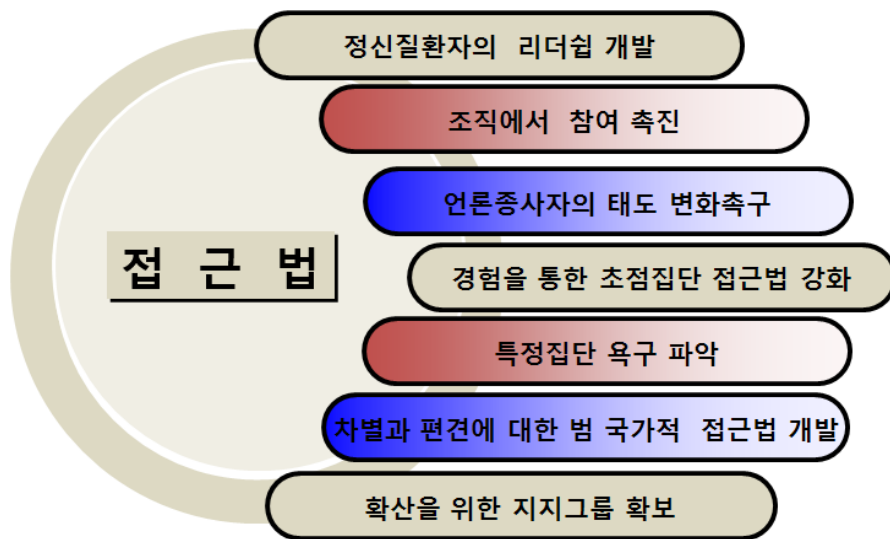 정신질환자의 리더쉽 개발
조직에서 참여 촉진
언론종사자의 태도 변화촉구
접 근 법
경험을 통한 초점집단 접근법 강화
특정집단 욕구 파악
차별과 편견에 대한 범 국가적 접근법 개발
확산을 위한 지지그룹 확보